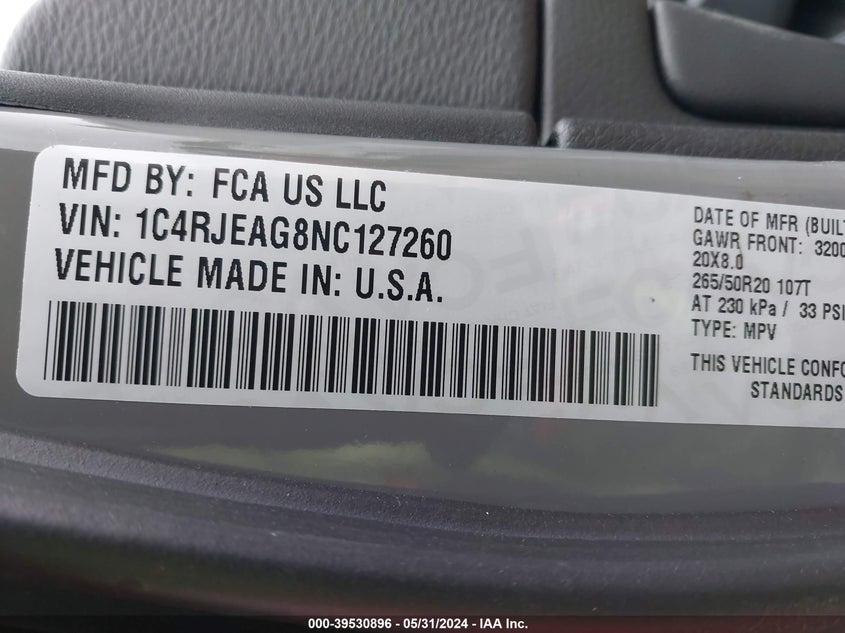 MFD BY: FCA US LLC
VIN: 1C4RJEAG8NC127260
VEHICLE MADE IN: U.S.A.
DATE OF MFR (BUILT
GAWR FRONT: 3200
20X8.0
265/50R20 107T
AT 230 kPa / 33 PSI
TYPE: MPV
THIS VEHICLE CONFO
STANDARDS
000-39530896 - 05/31/2024 - IAA Inc.